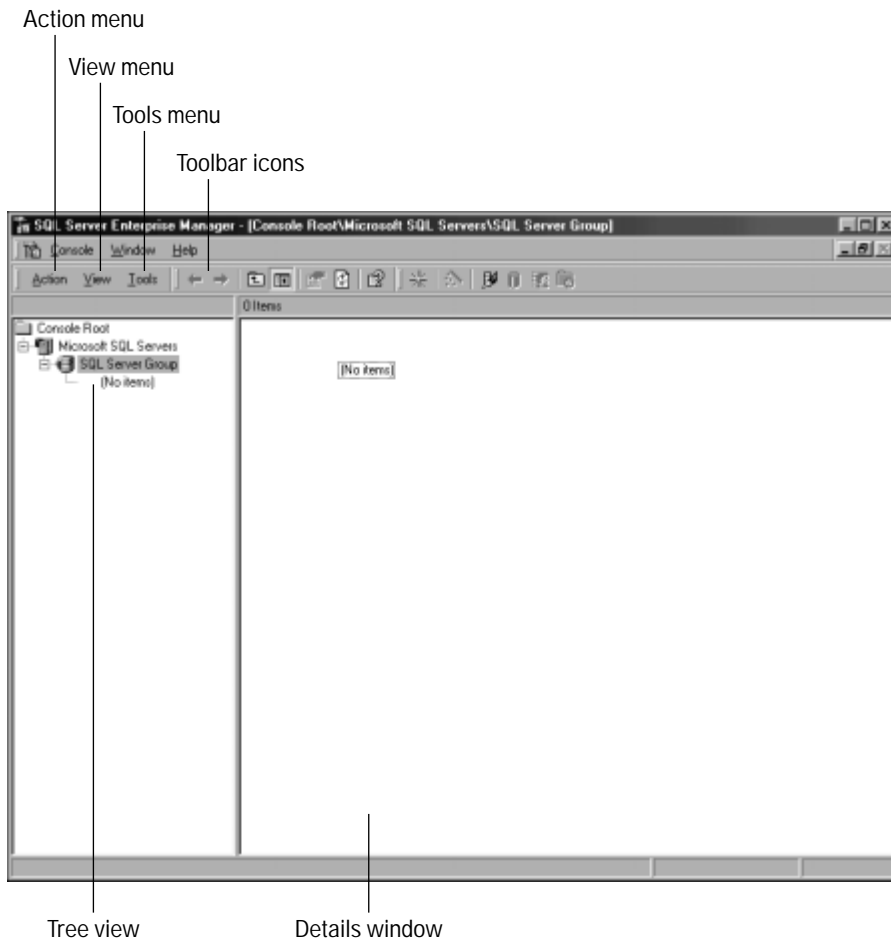 Action menu
View menu
Tools menu
Toolbar icons
SQL Server Enterprise Manager - [Console Root\Microsoft SQL Servers\SQL Server Group]
Console Window Help
Action View Tools
0 Items
Console Root
Microsoft SQL Servers
SQL Server Group
(No items)
(No items)
Tree view
Details window